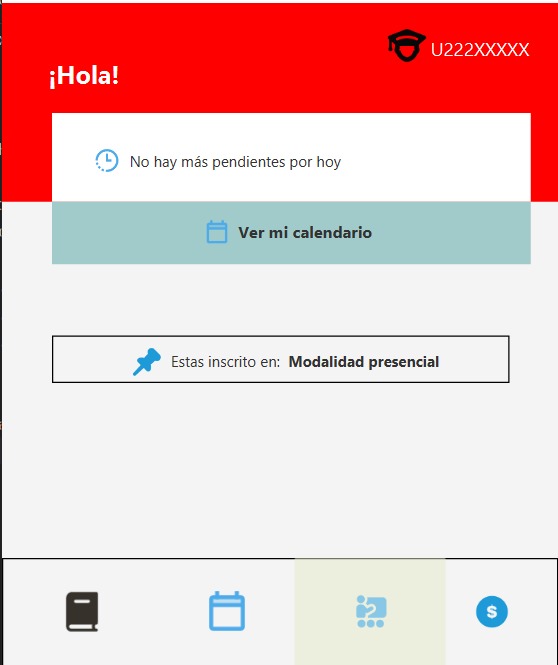 U222XXXXX
¡Hola!
No hay más pendientes por hoy
Ver mi calendario
Estas inscrito en: Modalidad presencial
$